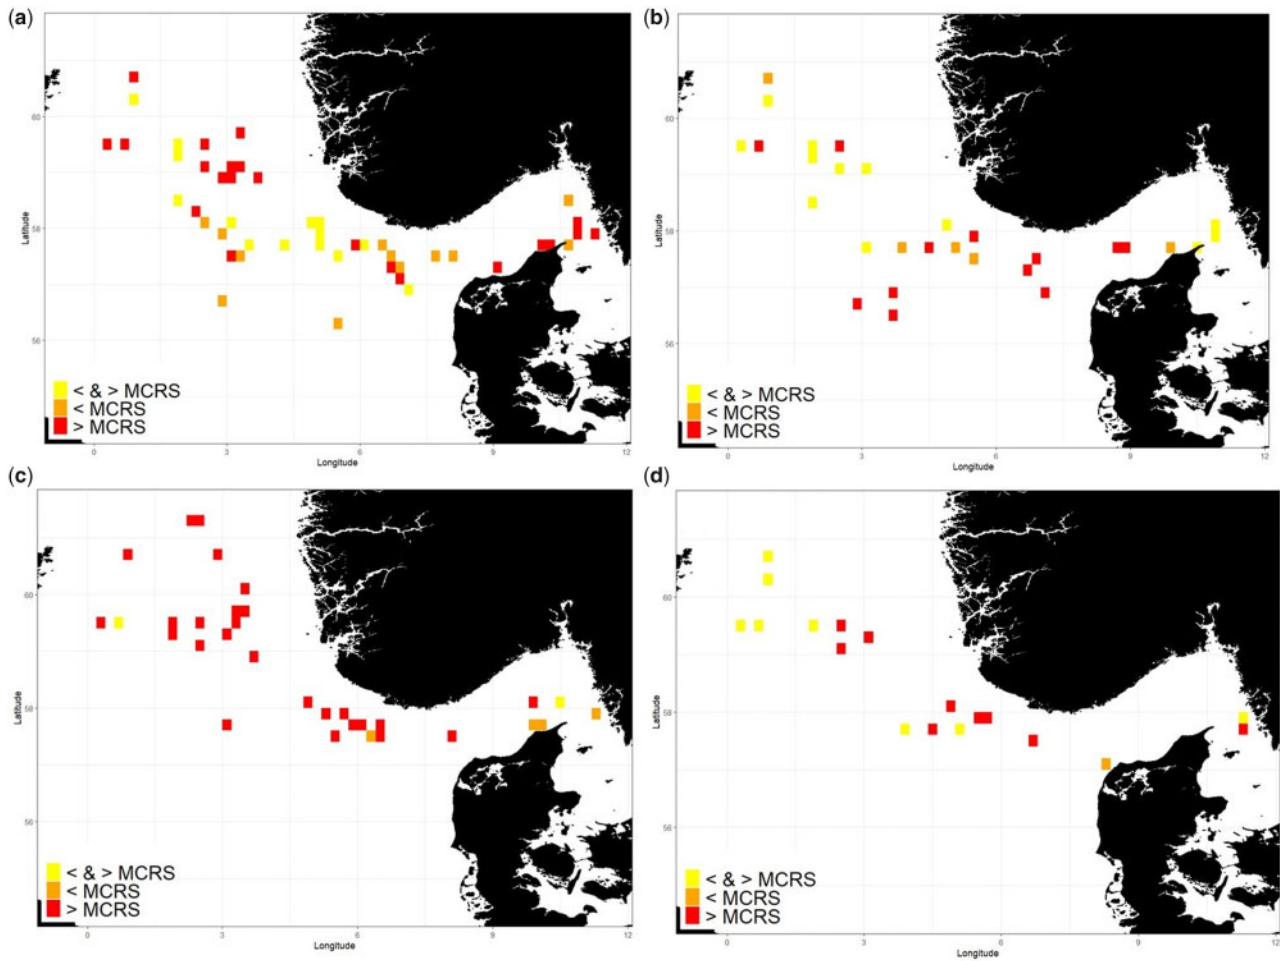 (a)
60
58
56
Latitude
< & > MCRS
< MCRS
> MCRS
0 3 6 9 12
Longitude
(b)
60
58
56
Latitude
< & > MCRS
< MCRS
> MCRS
0 3 6 9 12
Longitude
(c)
60
58
56
Latitude
< & > MCRS
< MCRS
> MCRS
0 3 6 9 12
Longitude
(d)
60
58
56
Latitude
< & > MCRS
< MCRS
> MCRS
0 3 6 9 12
Longitude